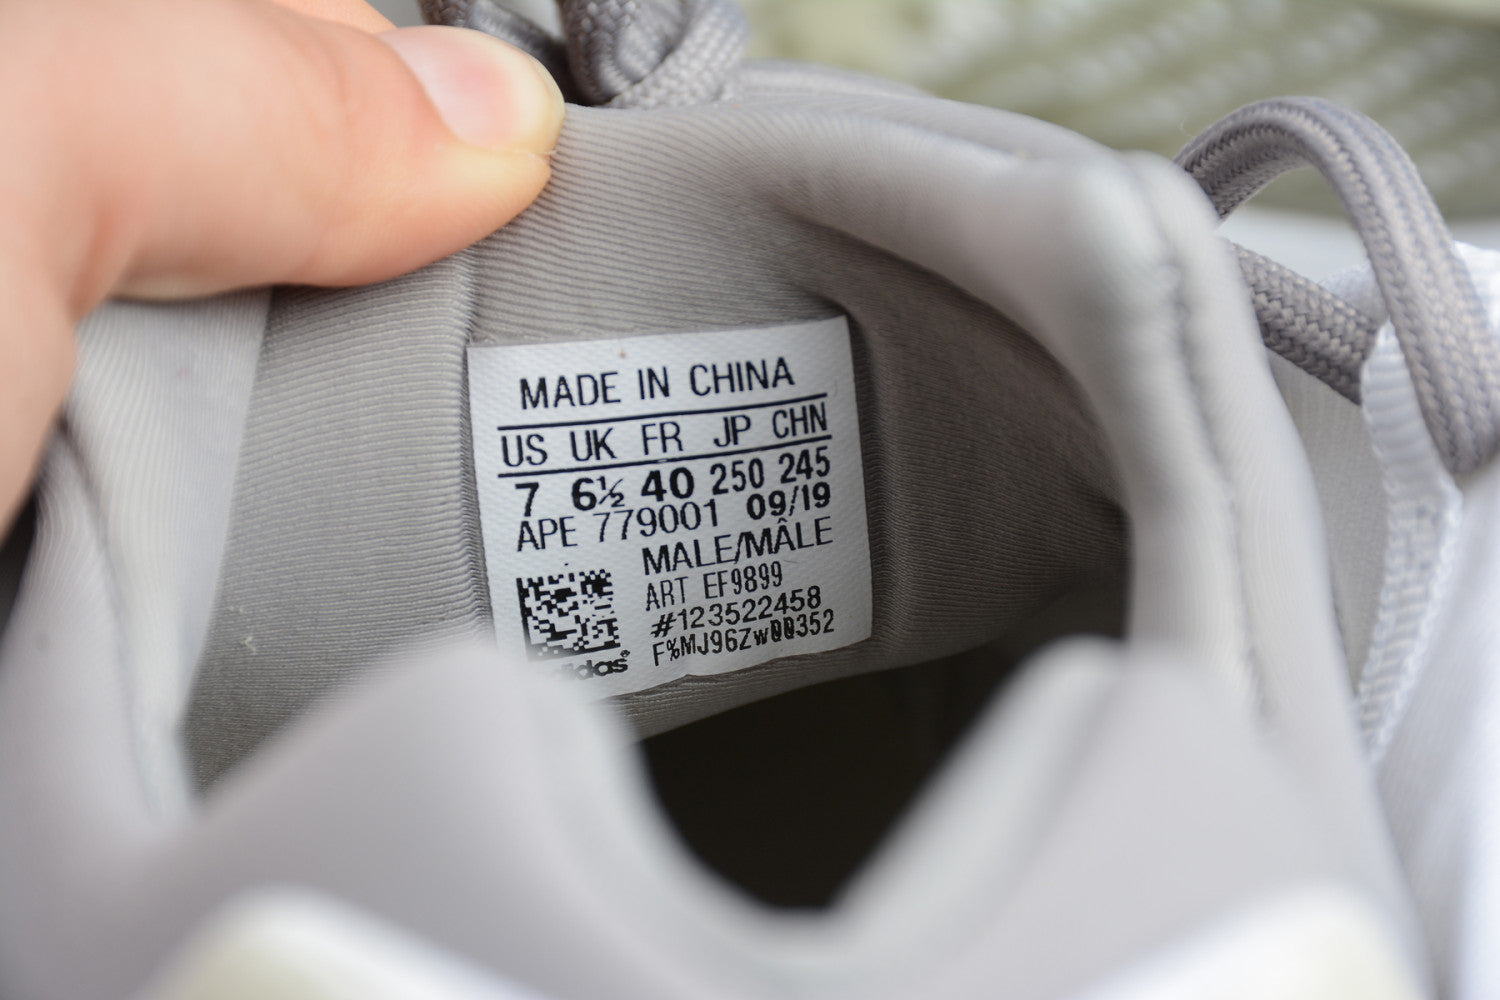 MADE IN CHINA
US UK FR JP CHN
7 6½ 40 250 245
APE 779001 09/19
MALE/MÂLE
ART EF9899
#123522458
F%MJ96ZW00352